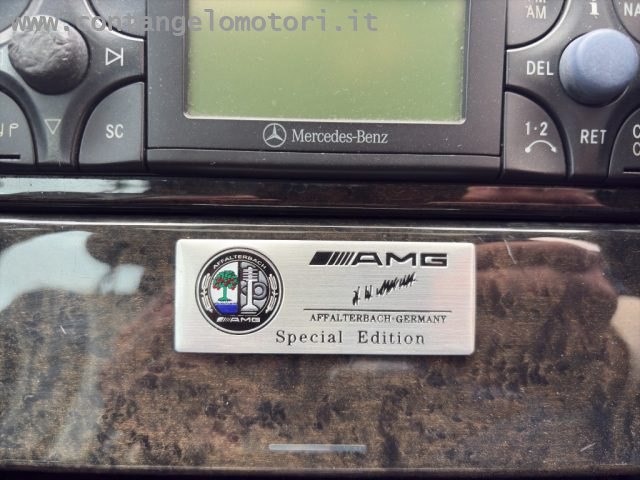 www.contangelomotori.it
AM
i
NA
DEL
SC
Mercedes-Benz
1·2
RET
C
AFFALTERBACH
AMG
AMG
AFFALTERBACH·GERMANY
Special Edition